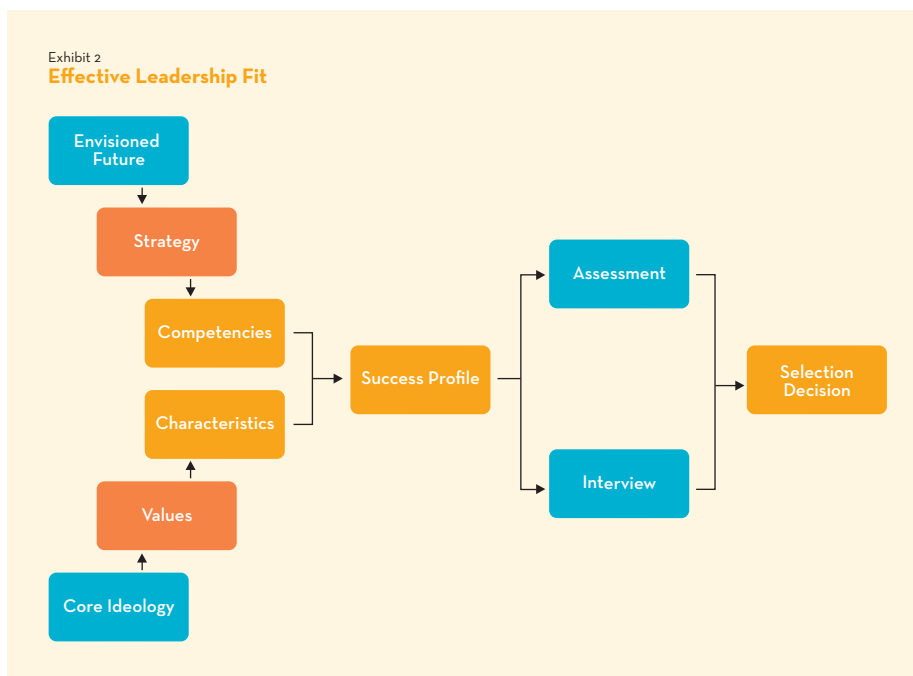 Exhibit 2
Effective Leadership Fit
Envisioned
Future
Strategy
Competencies
Characteristics
Values
Core Ideology
Success Profile
Assessment
Interview
Selection
Decision